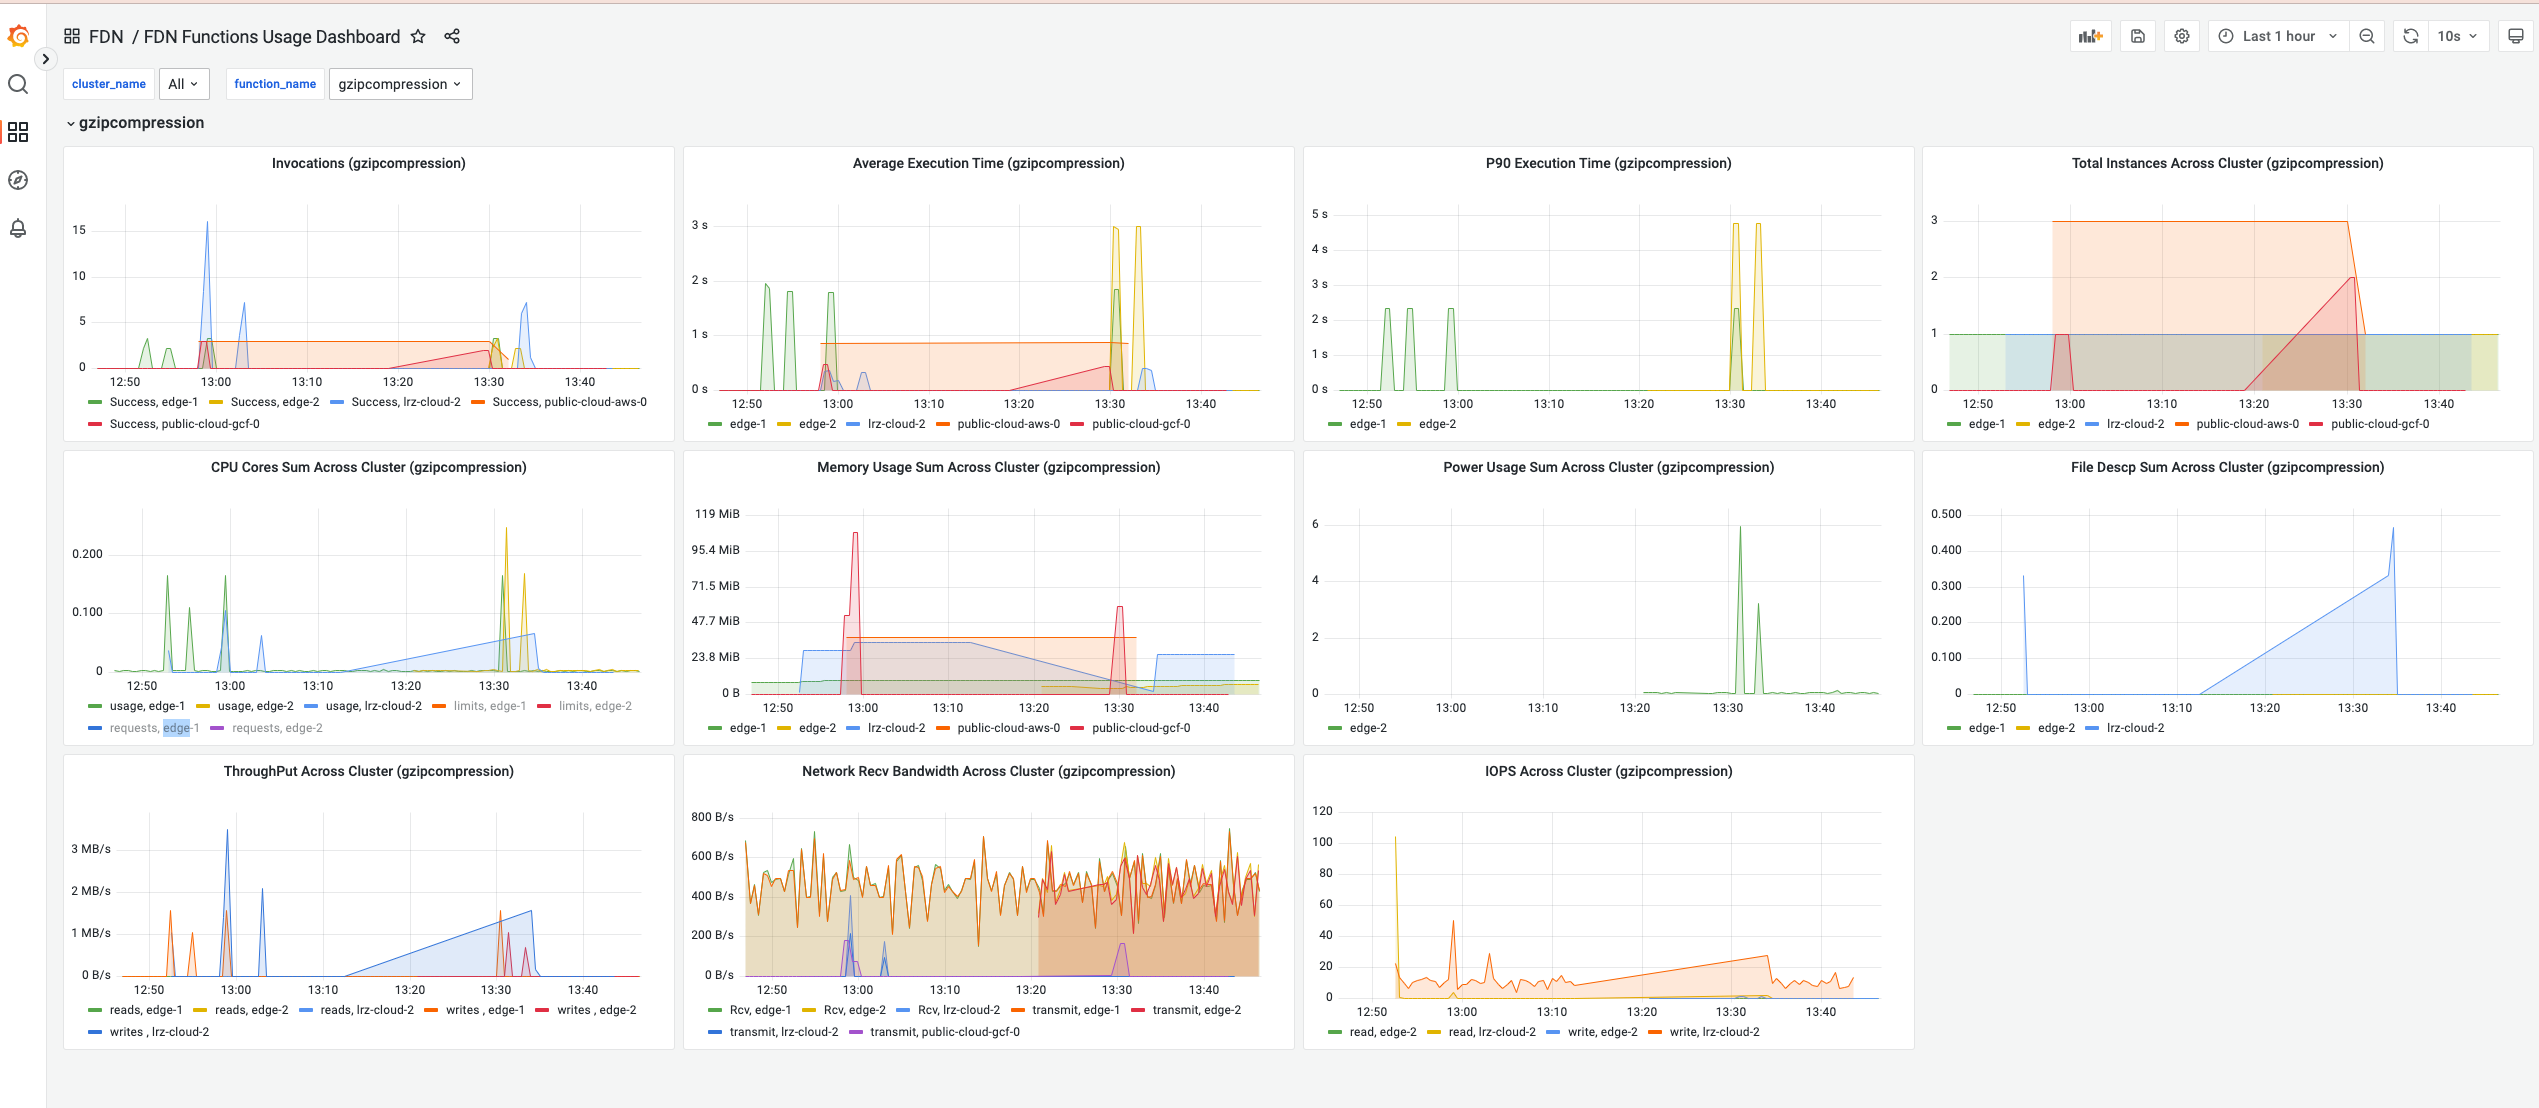 FDN / FDN Functions Usage Dashboard
Last 1 hour
10s
cluster_name All function_name gzipcompression
gzipcompression
Invocations (gzipcompression)
15
10
5
0
12:50 13:00 13:10 13:20 13:30 13:40
Success, edge-1 Success, edge-2 Success, lrz-cloud-2 Success, public-cloud-aws-0
Success, public-cloud-gcf-0
Average Execution Time (gzipcompression)
3 s
2 s
1 s
0 s
12:50 13:00 13:10 13:20 13:30 13:40
edge-1 edge-2 lrz-cloud-2 public-cloud-aws-0 public-cloud-gcf-0
P90 Execution Time (gzipcompression)
5 s
4 s
3 s
2 s
1 s
0 s
12:50 13:00 13:10 13:20 13:30 13:40
edge-1 edge-2
Total Instances Across Cluster (gzipcompression)
3
2
1
0
12:50 13:00 13:10 13:20 13:30 13:40
edge-1 edge-2 lrz-cloud-2 public-cloud-aws-0 public-cloud-gcf-0
CPU Cores Sum Across Cluster (gzipcompression)
0.200
0.100
0
12:50 13:00 13:10 13:20 13:30 13:40
usage, edge-1 usage, edge-2 usage, lrz-cloud-2 limits, edge-1 limits, edge-2
requests, edge-1 requests, edge-2
Memory Usage Sum Across Cluster (gzipcompression)
119 MiB
95.4 MiB
71.5 MiB
47.7 MiB
23.8 MiB
0 B
12:50 13:00 13:10 13:20 13:30 13:40
edge-1 edge-2 lrz-cloud-2 public-cloud-aws-0 public-cloud-gcf-0
Power Usage Sum Across Cluster (gzipcompression)
6
4
2
0
12:50 13:00 13:10 13:20 13:30 13:40
edge-2
File Descp Sum Across Cluster (gzipcompression)
0.500
0.400
0.300
0.200
0.100
0
12:50 13:00 13:10 13:20 13:30 13:40
edge-1 edge-2 lrz-cloud-2
ThroughPut Across Cluster (gzipcompression)
3 MB/s
2 MB/s
1 MB/s
0 B/s
12:50 13:00 13:10 13:20 13:30 13:40
reads, edge-1 reads, edge-2 reads, lrz-cloud-2 writes , edge-1 writes , edge-2
writes , lrz-cloud-2
Network Recv Bandwidth Across Cluster (gzipcompression)
800 B/s
600 B/s
400 B/s
200 B/s
0 B/s
12:50 13:00 13:10 13:20 13:30 13:40
Rcv, edge-1 Rcv, edge-2 Rcv, lrz-cloud-2 transmit, edge-1 transmit, edge-2
transmit, lrz-cloud-2 transmit, public-cloud-gcf-0
IOPS Across Cluster (gzipcompression)
120
100
80
60
40
20
0
12:50 13:00 13:10 13:20 13:30 13:40
read, edge-2 read, lrz-cloud-2 write, edge-2 write, lrz-cloud-2